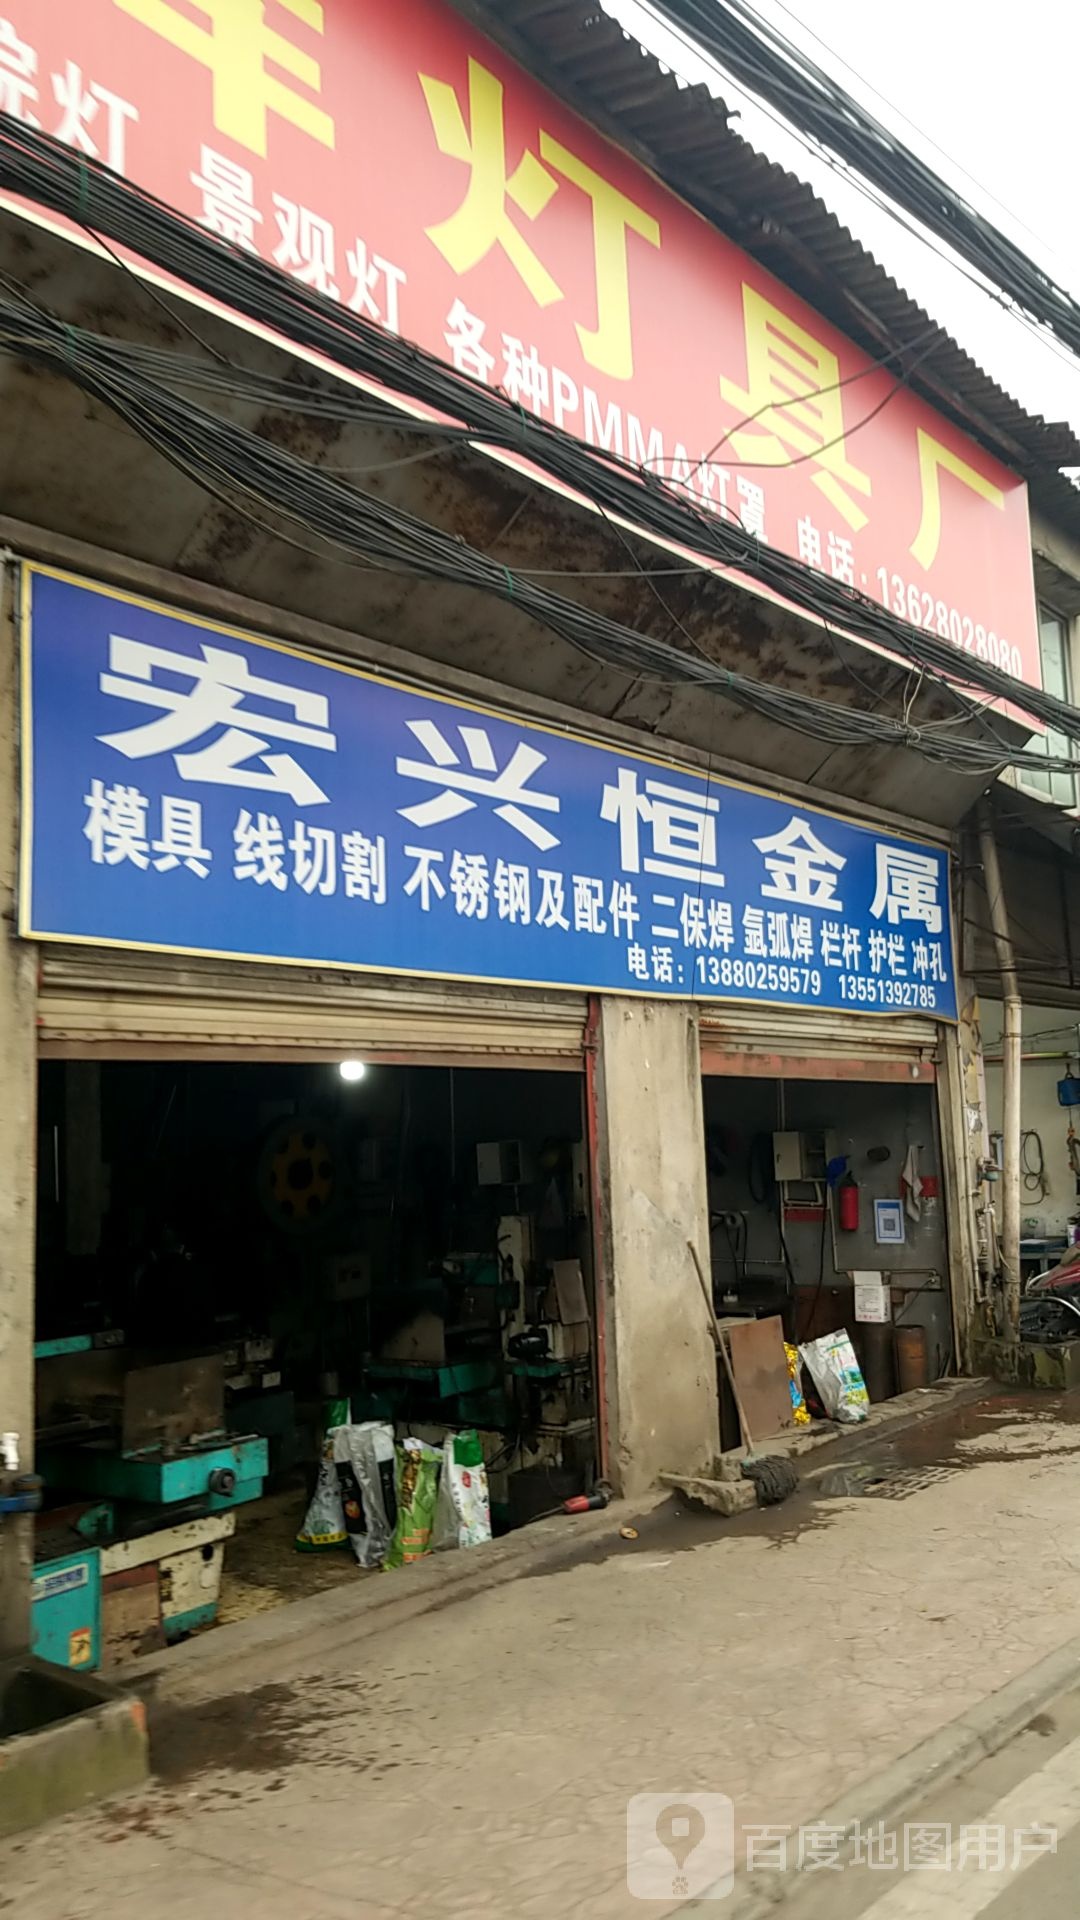 灯具厂
灯 景观灯 各种PMMA灯罩 电话:13628028080
宏兴恒金属
模具 线切割 不锈钢及配件 二保焊 氩弧焊 栏杆 护栏 冲孔
电话:13880259579 13551392785
百度地图用户